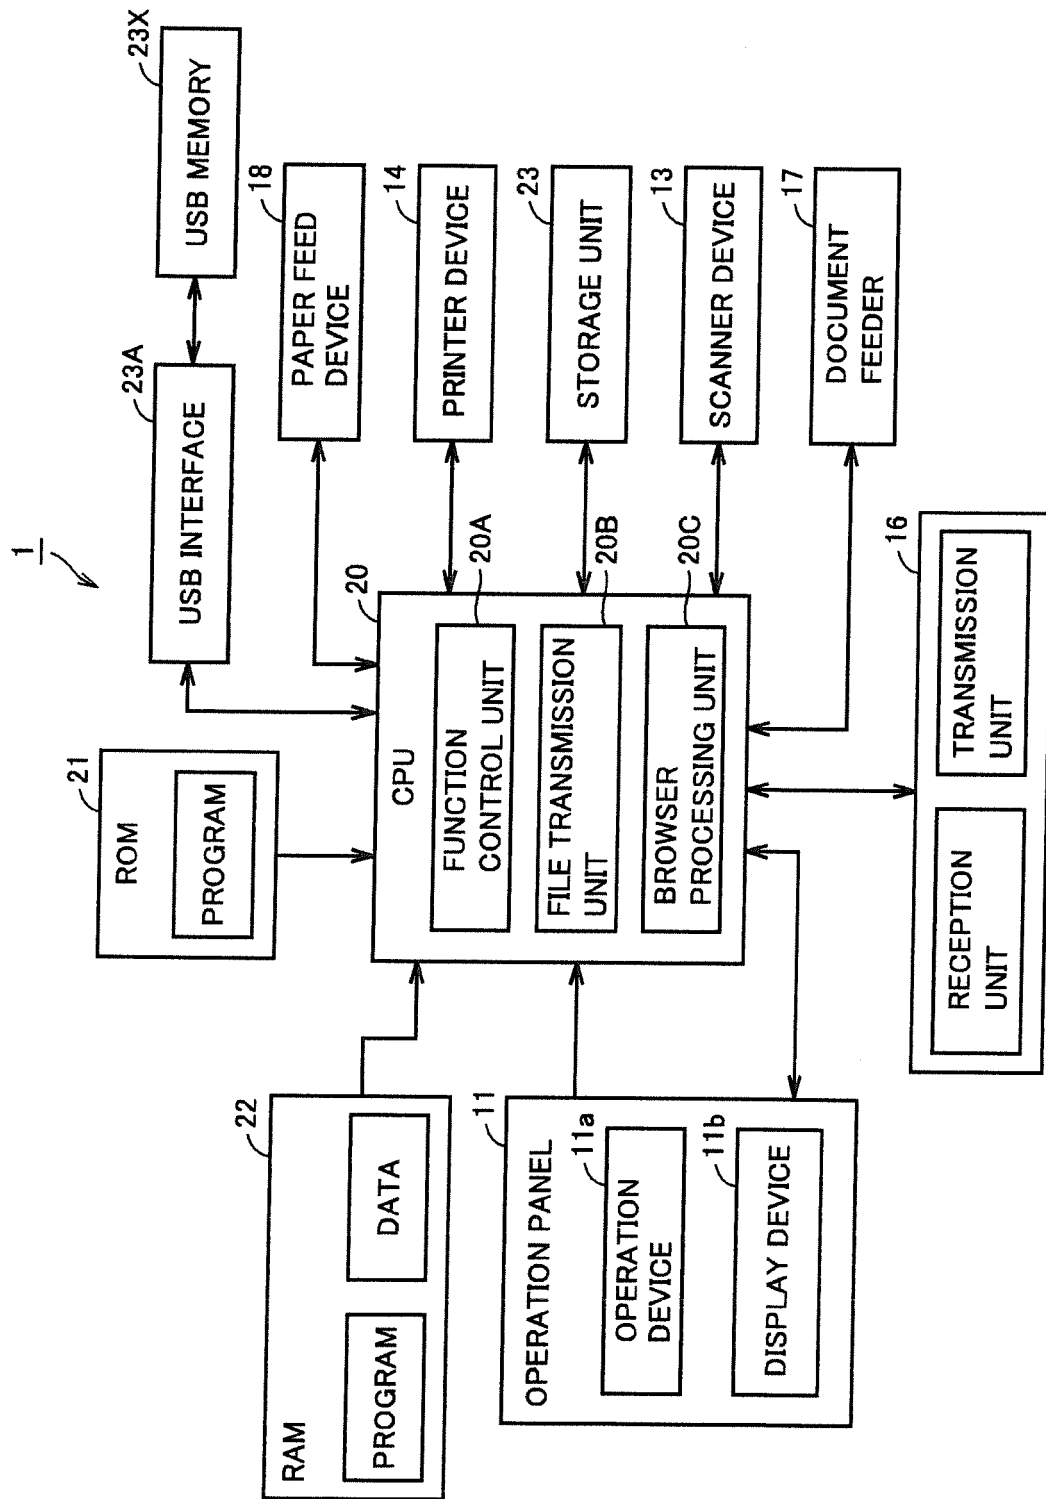 1
23A
USB INTERFACE
23X
USB MEMORY
21
ROM
PROGRAM
18
PAPER FEED
DEVICE
22
RAM
PROGRAM
DATA
20
CPU
20A
FUNCTION
CONTROL UNIT
20B
FILE TRANSMISSION
UNIT
20C
BROWSER
PROCESSING UNIT
14
PRINTER DEVICE
23
STORAGE UNIT
13
SCANNER DEVICE
17
DOCUMENT
FEEDER
11
OPERATION PANEL
11a
OPERATION
DEVICE
11b
DISPLAY DEVICE
16
RECEPTION
UNIT
TRANSMISSION
UNIT